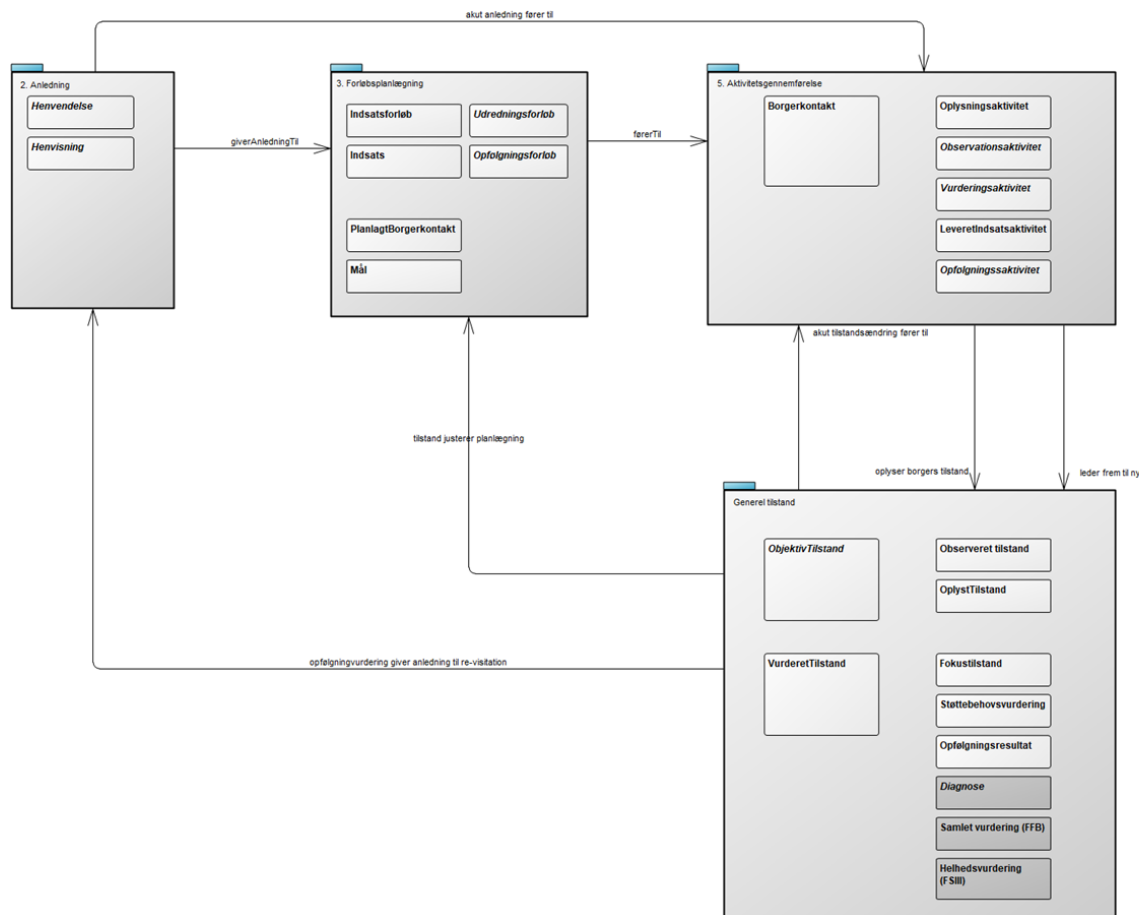 akut anledning fører til
2. Anledning
Henvendelse
Henvisning
giverAnledningTil
3. Forløbsplanlægning
Indsatsforløb
Udredningsforløb
Indsats
Opfølgningsforløb
PlanlagtBorgerkontakt
Mål
førerTil
5. Aktivitetsgennemførelse
Borgerkontakt
Oplysningsaktivitet
Observationsaktivitet
Vurderingsaktivitet
LeveretIndsatsaktivitet
Opfølgningssaktivitet
akut tilstandsændring fører til
tilstand justerer planlægning
oplyser borgers tilstand
leder frem til ny
Generel tilstand
ObjektivTilstand
Observeret tilstand
OplystTilstand
opfølgningvurdering giver anledning til re-visitation
VurderetTilstand
Fokustilstand
Støttebehovsvurdering
Opfølgningsresultat
Diagnose
Samlet vurdering (FFB)
Helhedsvurdering
(FSIII)